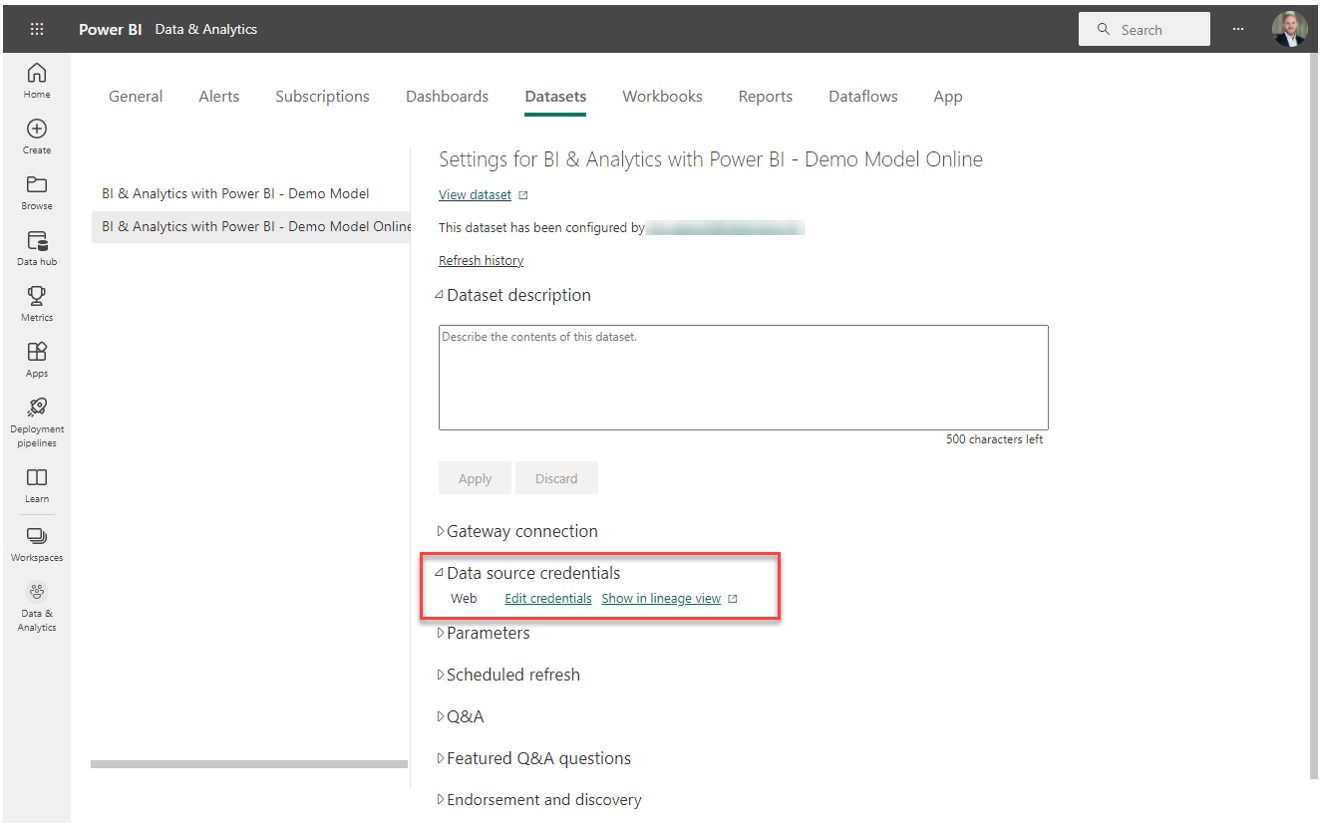 Power BI Data & Analytics
Search
Home
Create
Browse
Data hub
Metrics
Apps
Deployment
pipelines
Learn
Workspaces
Data &
Analytics
General Alerts Subscriptions Dashboards Datasets Workbooks Reports Dataflows App
BI & Analytics with Power BI - Demo Model
BI & Analytics with Power BI - Demo Model Online
Settings for BI & Analytics with Power BI - Demo Model Online
View dataset
This dataset has been configured by
Refresh history
Dataset description
Describe the contents of this dataset.
500 characters left
Apply Discard
Gateway connection
Data source credentials
Web Edit credentials Show in lineage view
Parameters
Scheduled refresh
Q&A
Featured Q&A questions
Endorsement and discovery